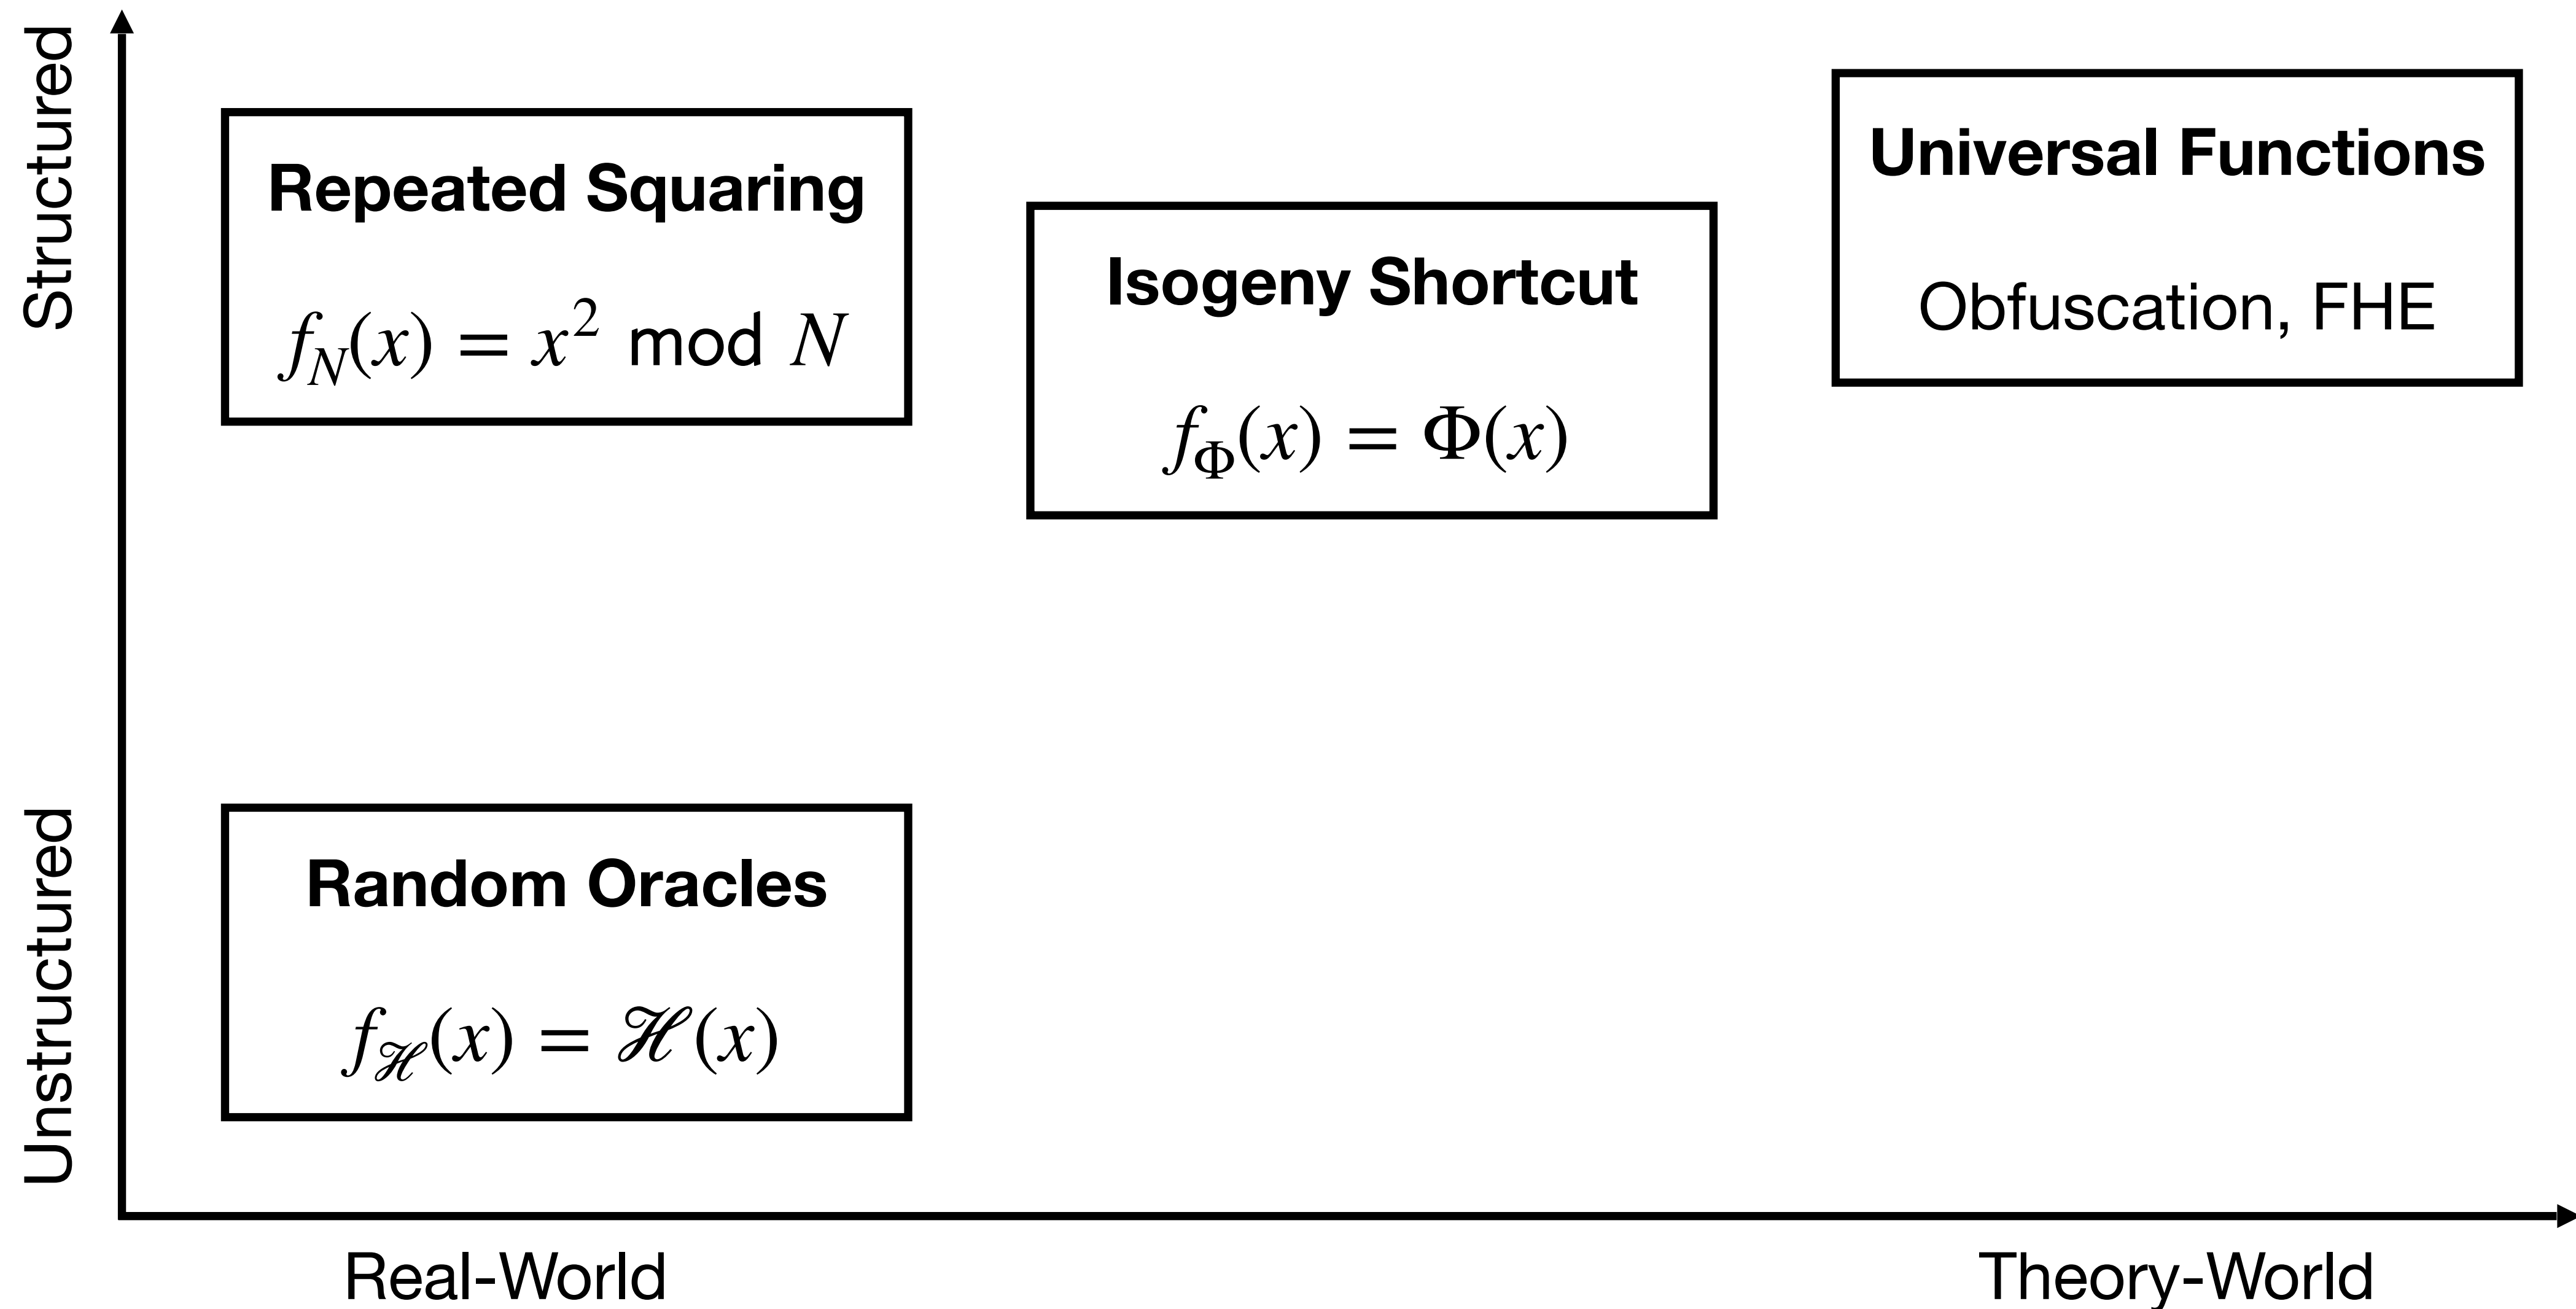 Structured
Unstructured
Repeated Squaring
f_N(x) = x² mod N
Isogeny Shortcut
f_Φ(x) = Φ(x)
Universal Functions
Obfuscation, FHE
Random Oracles
f_ℋ(x) = ℋ(x)
Real-World
Theory-World